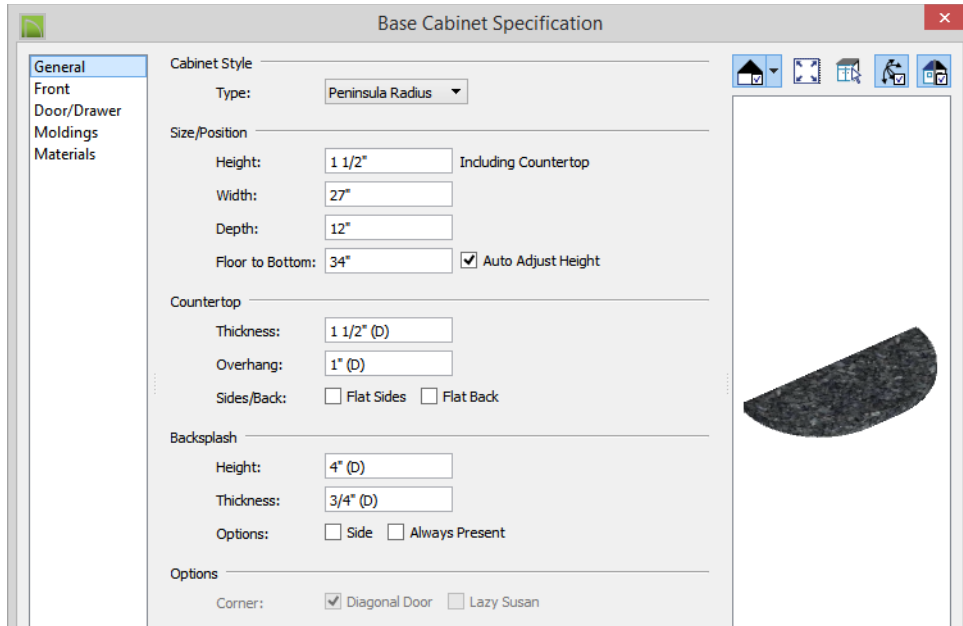 Base Cabinet Specification
General
Front
Door/Drawer
Moldings
Materials
Cabinet Style
Type: Peninsula Radius
Size/Position
Height: 1 1/2" Including Countertop
Width: 27"
Depth: 12"
Floor to Bottom: 34" Auto Adjust Height
Countertop
Thickness: 1 1/2" (D)
Overhang: 1" (D)
Sides/Back: Flat Sides Flat Back
Backsplash
Height: 4" (D)
Thickness: 3/4" (D)
Options: Side Always Present
Options
Corner: Diagonal Door Lazy Susan